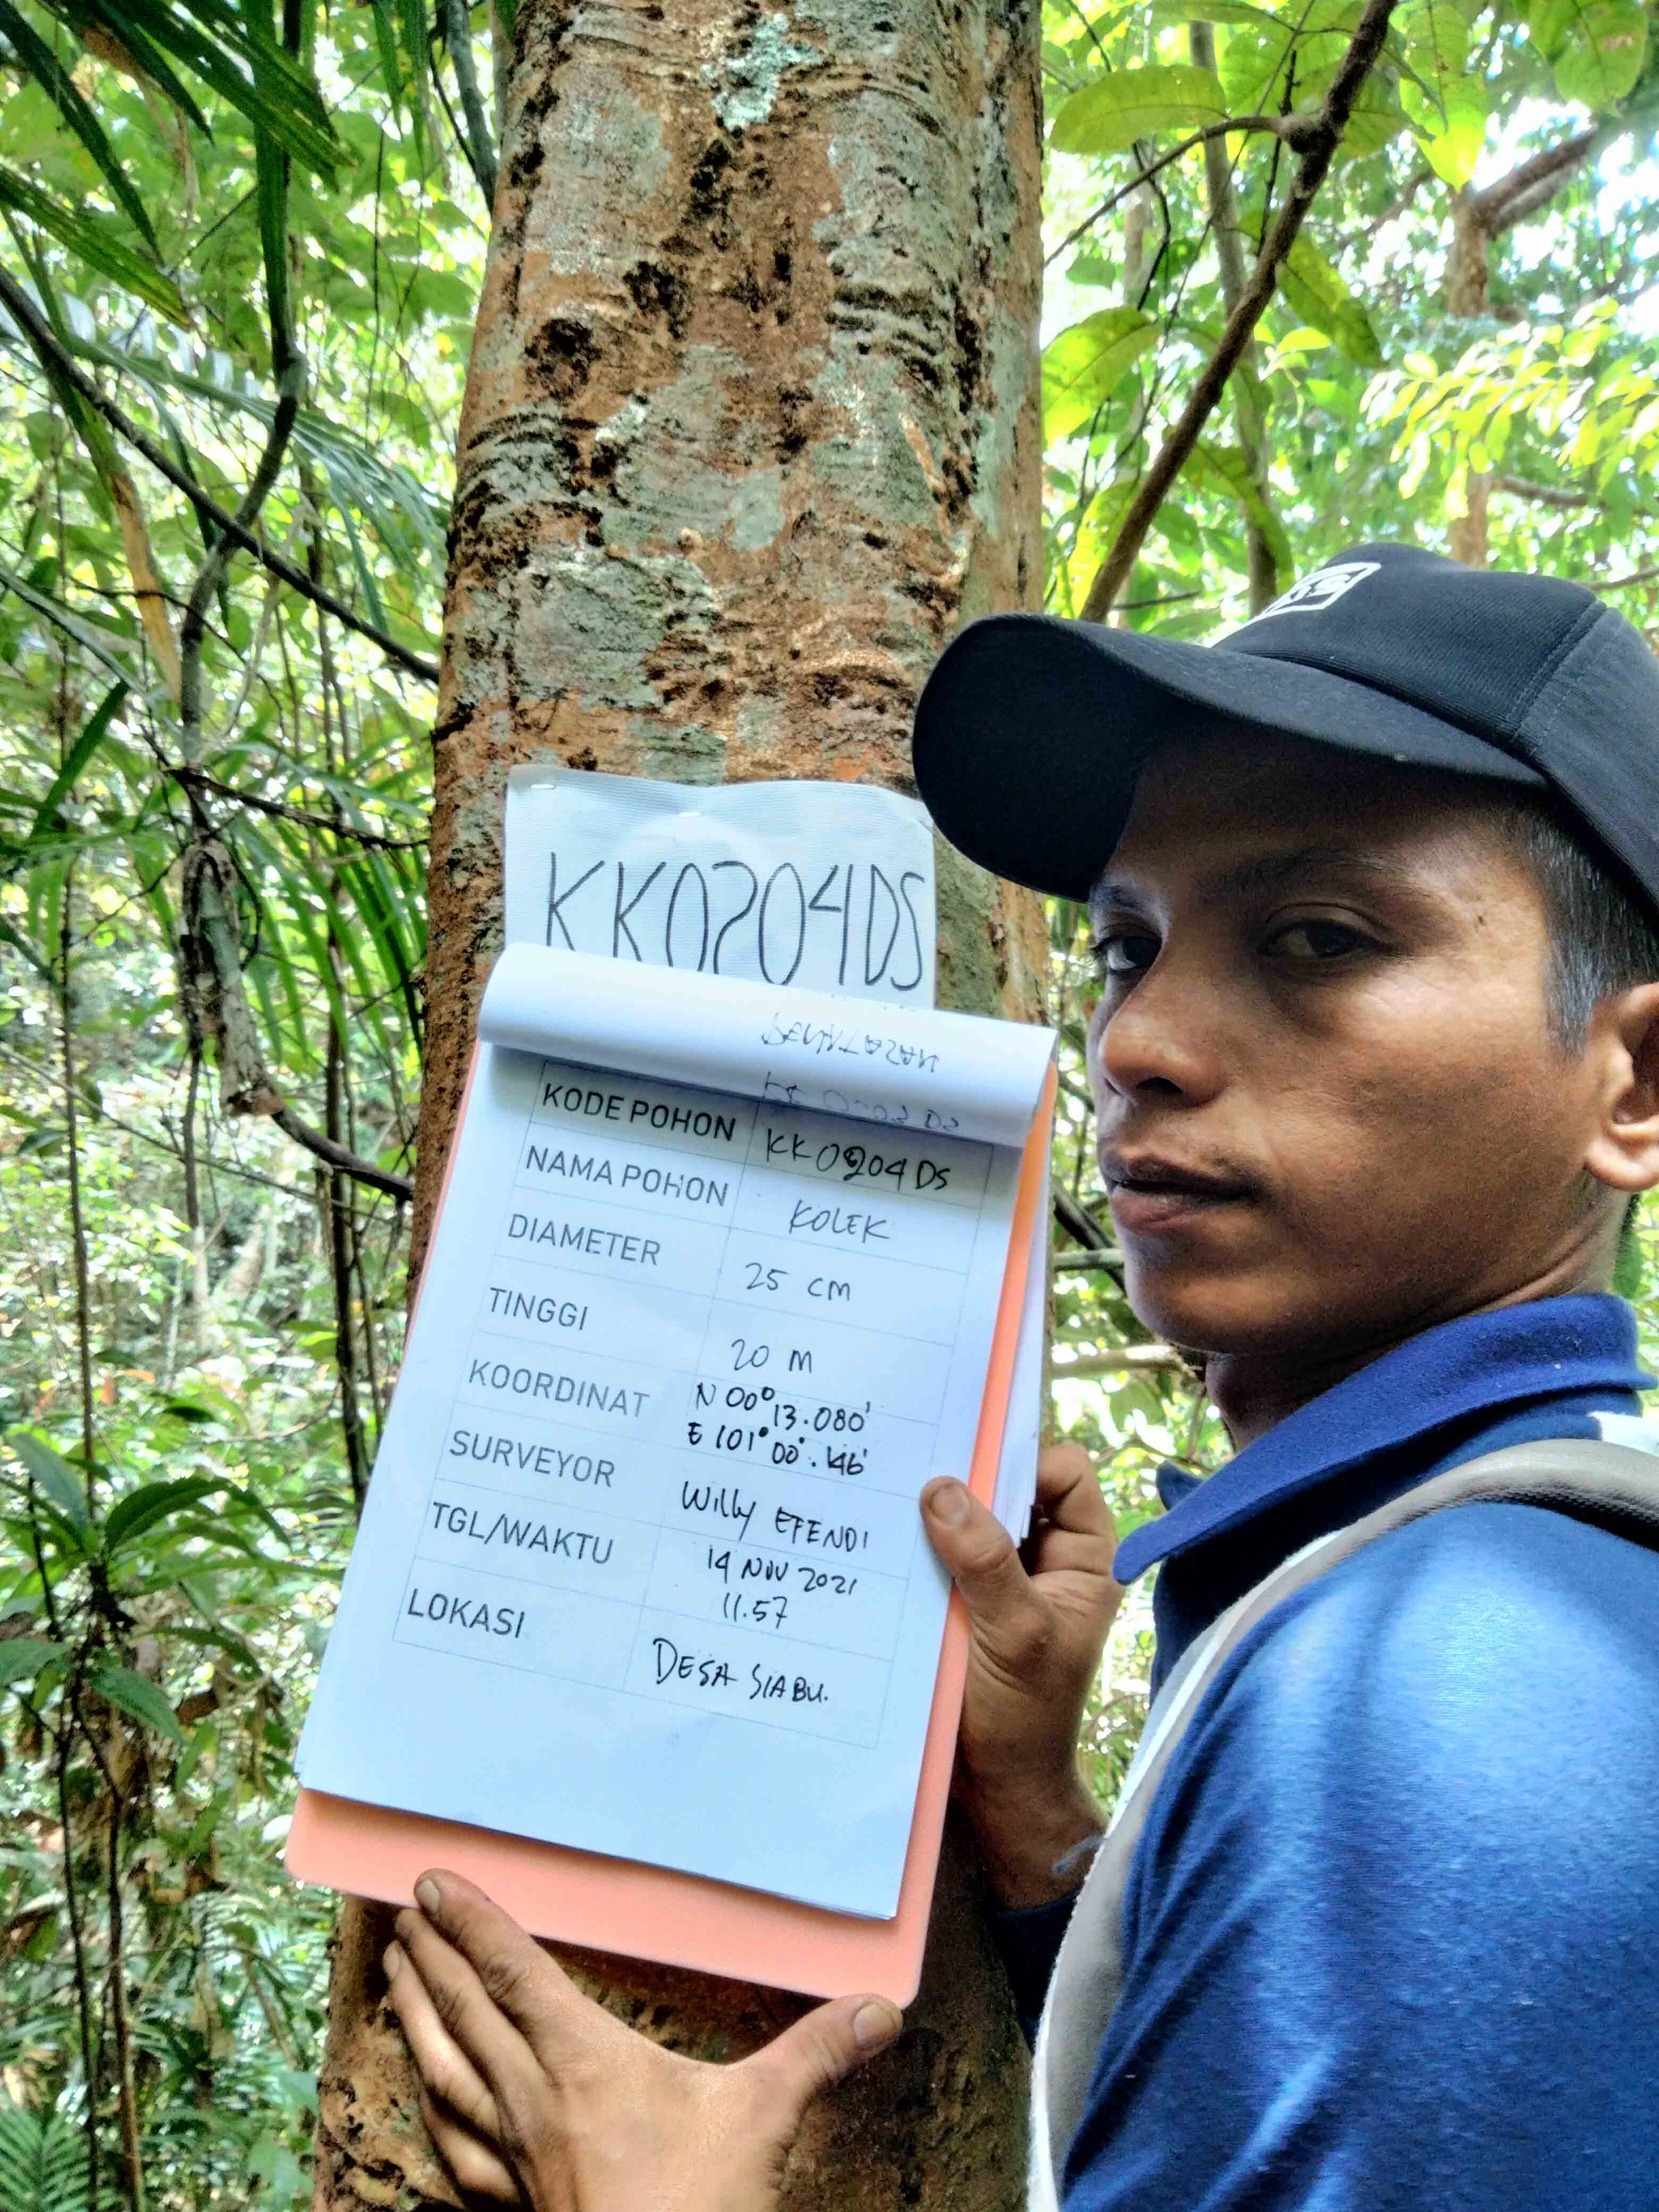 KK0204DS
KODE POHON KK0204DS
NAMA POHON KOLEK
DIAMETER 25 CM
TINGGI 20 M
KOORDINAT N 00° 13.080'
E 101° 00'. 146'
SURVEYOR Willy EFENDI
TGL/WAKTU 14 NOV 2021
11.57
LOKASI DESA SIABU.